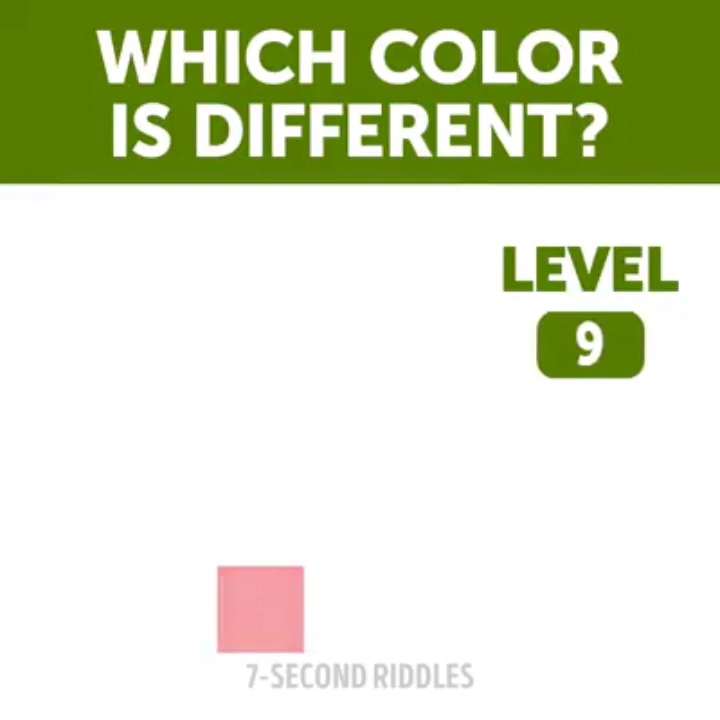 WHICH COLOR
IS DIFFERENT?
LEVEL
9
7-SECOND RIDDLES